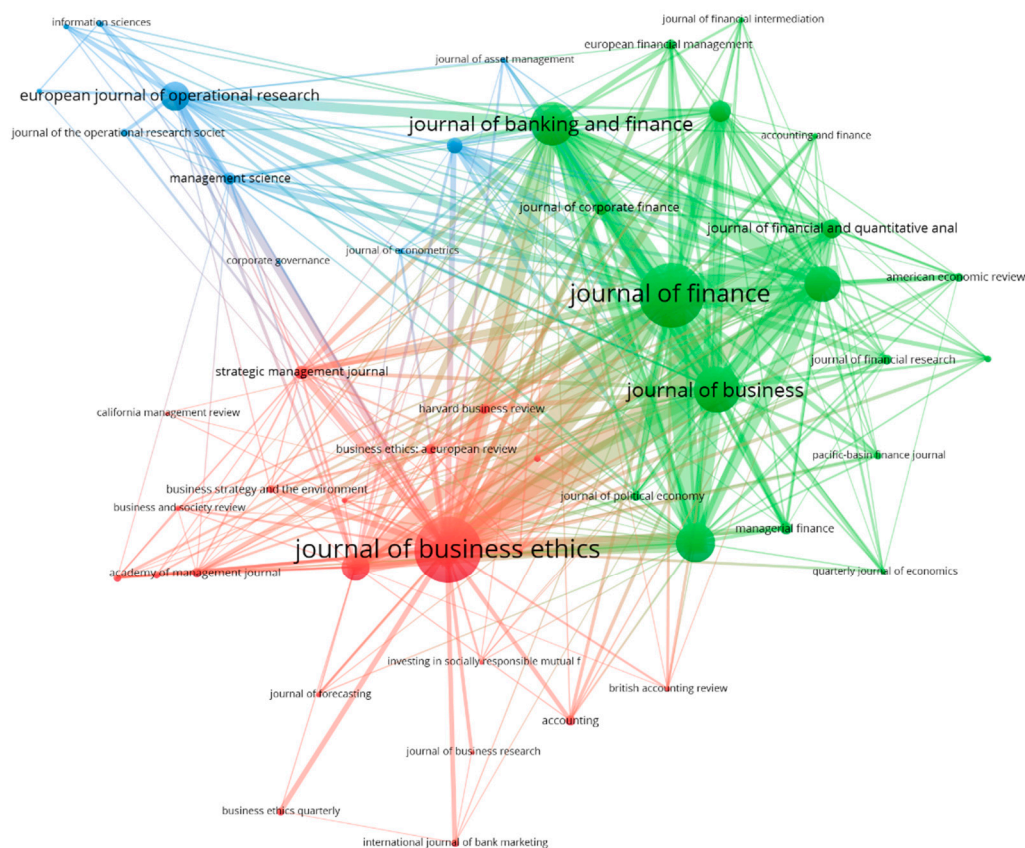 journal of financial intermediation
information sciences
european financial management
journal of asset management
european journal of operational research
journal of banking and finance
journal of the operational research societ
accounting and finance
management science
journal of corporate finance
journal of financial and quantitative anal
journal of econometrics
corporate governance
american economic review
journal of finance
journal of financial research
strategic management journal
journal of business
california management review
harvard business review
business ethics: a european review
pacific-basin finance journal
business strategy and the environment
journal of political economy
business and society review
managerial finance
journal of business ethics
academy of management journal
quarterly journal of economics
investing in socially responsible mutual f
british accounting review
journal of forecasting
accounting
journal of business research
business ethics quarterly
international journal of bank marketing